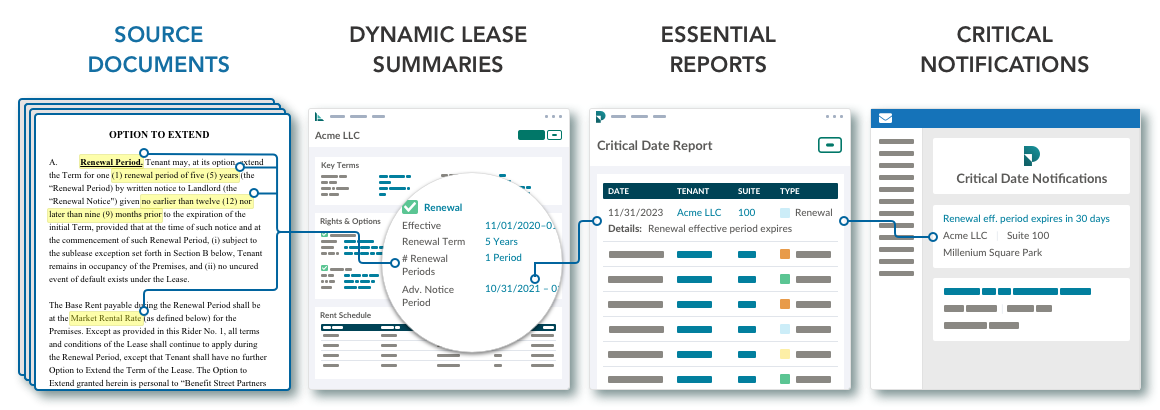 SOURCE
DOCUMENTS
DYNAMIC LEASE
SUMMARIES
ESSENTIAL
REPORTS
CRITICAL
NOTIFICATIONS
OPTION TO EXTEND
A. Renewal Period. Tenant may, at its option, extend
the Term for one (1) renewal period of five (5) years (the
“Renewal Period) by written notice to Landlord (the
“Renewal Notice") given no earlier than twelve (12) nor
later than nine (9) months prior to the expiration of the
initial Term, provided that at the time of such notice and at
the commencement of such Renewal Period, (i) subject to
the sublease exception set forth in Section B below, Tenant
remains in occupancy of the Premises, and (ii) no uncured
event of default exists under the Lease.
The Base Rent payable during the Renewal Period shall be
at the Market Rental Rate (as defined below) for the
Premises. Except as provided in this Rider No. 1, all terms
and conditions of the Lease shall continue to apply during
the Renewal Period, except that Tenant shall have no further
Option to Extend the Term of the Lease. The Option to
Extend granted herein is personal to “Benefit Street Partners
Acme LLC
Key Terms
Rights & Options
Rent Schedule
Renewal
Effective 11/01/2020–0
Renewal Term 5 Years
# Renewal 1 Period
Periods
Adv. Notice 10/31/2021 – 0
Period
Critical Date Report
DATE TENANT SUITE TYPE
11/31/2023 Acme LLC 100 Renewal
Details: Renewal effective period expires
Critical Date Notifications
Renewal eff. period expires in 30 days
Acme LLC Suite 100
Millenium Square Park